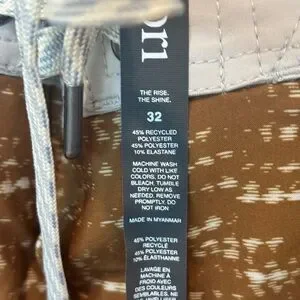 THE RISE.
THE SHINE.
32
45% RECYCLED
POLYESTER
45% POLYESTER
10% ELASTANE
MACHINE WASH
COLD WITH LIKE
COLORS, DO NOT
BLEACH, TUMBLE
DRY LOW AS
NEEDED, REMOVE
PROMPTLY, DO
NOT IRON
MADE IN MYANMAR
45% POLYESTER
RECYCLÉ
45% POLYESTER
10% ÉLASTHANNE
LAVAGE EN
MACHINE À
FROID AVEC
DES COULEURS
SEMBLABLES, NE